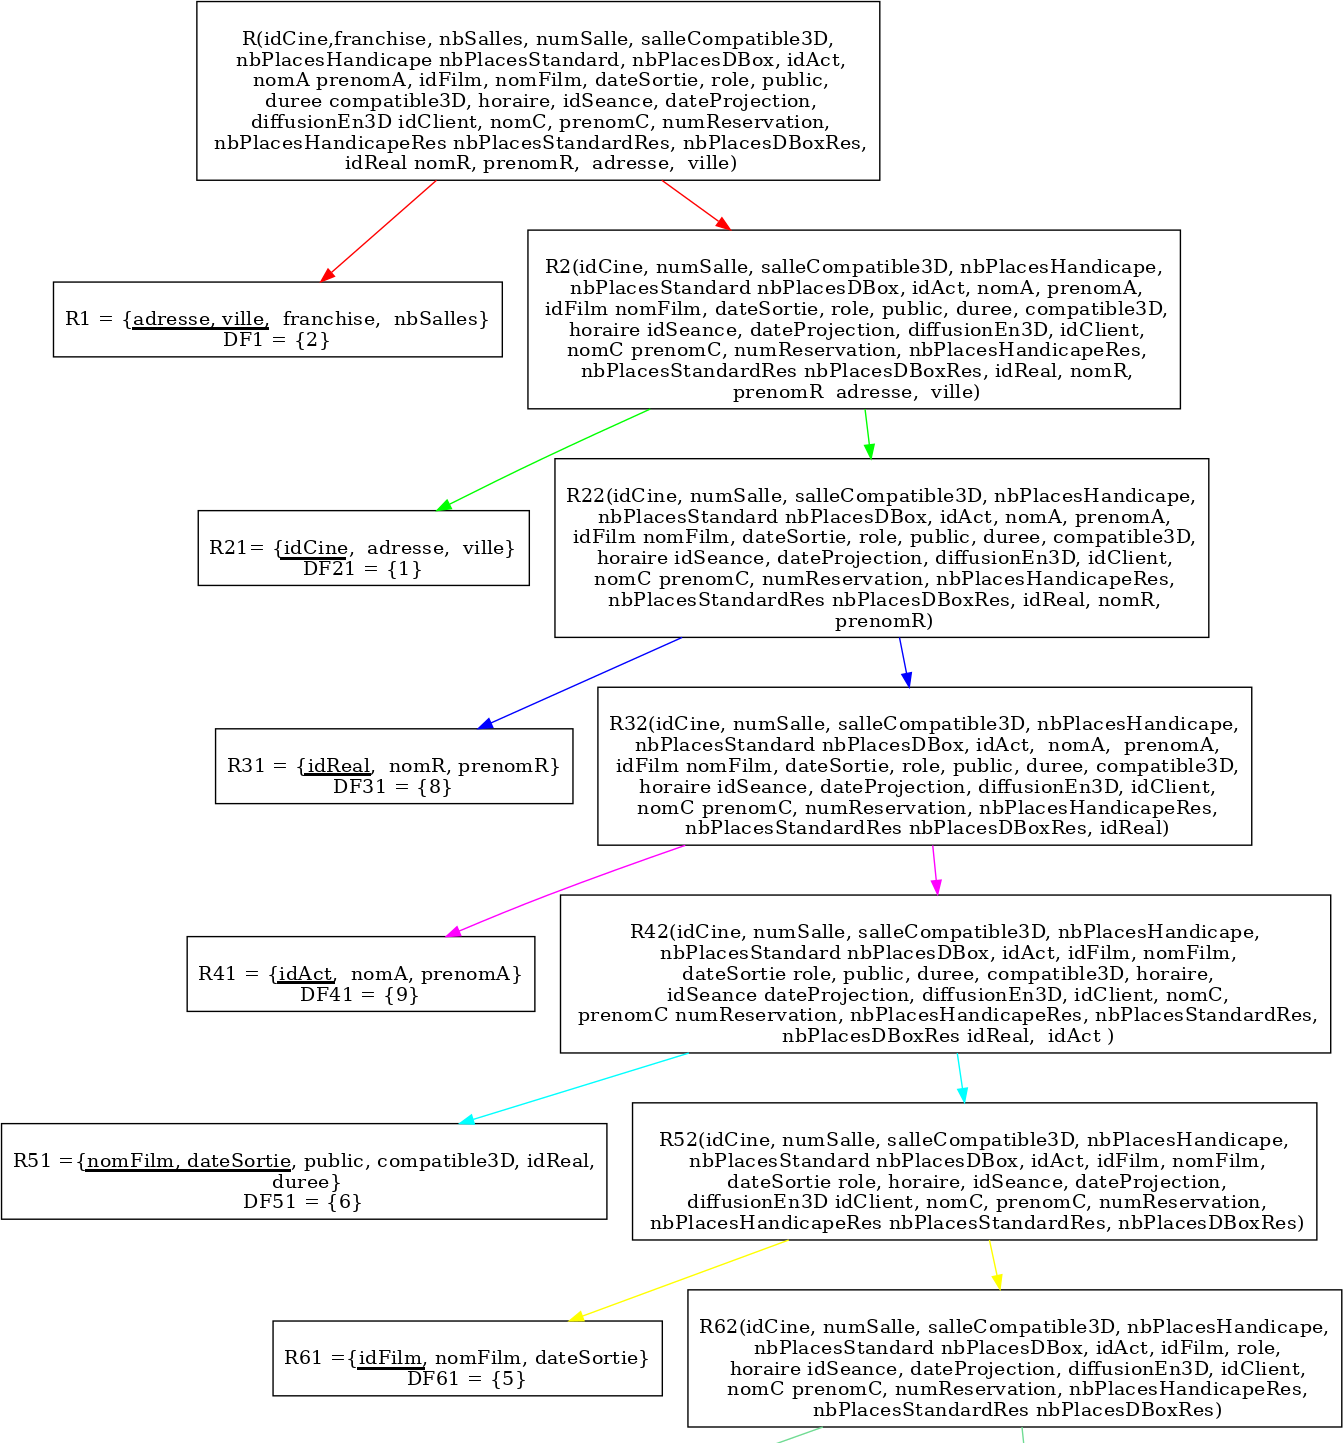 R(idCine,franchise, nbSalles, numSalle, salleCompatible3D,
nbPlacesHandicape nbPlacesStandard, nbPlacesDBox, idAct,
nomA prenomA, idFilm, nomFilm, dateSortie, role, public,
duree compatible3D, horaire, idSeance, dateProjection,
diffusionEn3D idClient, nomC, prenomC, numReservation,
nbPlacesHandicapeRes nbPlacesStandardRes, nbPlacesDBoxRes,
idReal nomR, prenomR, adresse, ville)
R1 = {adresse, ville, franchise, nbSalles}
DF1 = {2}
R2(idCine, numSalle, salleCompatible3D, nbPlacesHandicape,
nbPlacesStandard nbPlacesDBox, idAct, nomA, prenomA,
idFilm nomFilm, dateSortie, role, public, duree, compatible3D,
horaire idSeance, dateProjection, diffusionEn3D, idClient,
nomC prenomC, numReservation, nbPlacesHandicapeRes,
nbPlacesStandardRes nbPlacesDBoxRes, idReal, nomR,
prenomR adresse, ville)
R21= {idCine, adresse, ville}
DF21 = {1}
R22(idCine, numSalle, salleCompatible3D, nbPlacesHandicape,
nbPlacesStandard nbPlacesDBox, idAct, nomA, prenomA,
idFilm nomFilm, dateSortie, role, public, duree, compatible3D,
horaire idSeance, dateProjection, diffusionEn3D, idClient,
nomC prenomC, numReservation, nbPlacesHandicapeRes,
nbPlacesStandardRes nbPlacesDBoxRes, idReal, nomR,
prenomR)
R31 = {idReal, nomR, prenomR}
DF31 = {8}
R32(idCine, numSalle, salleCompatible3D, nbPlacesHandicape,
nbPlacesStandard nbPlacesDBox, idAct, nomA, prenomA,
idFilm nomFilm, dateSortie, role, public, duree, compatible3D,
horaire idSeance, dateProjection, diffusionEn3D, idClient,
nomC prenomC, numReservation, nbPlacesHandicapeRes,
nbPlacesStandardRes nbPlacesDBoxRes, idReal)
R41 = {idAct, nomA, prenomA}
DF41 = {9}
R42(idCine, numSalle, salleCompatible3D, nbPlacesHandicape,
nbPlacesStandard nbPlacesDBox, idAct, idFilm, nomFilm,
dateSortie role, public, duree, compatible3D, horaire,
idSeance dateProjection, diffusionEn3D, idClient, nomC,
prenomC numReservation, nbPlacesHandicapeRes, nbPlacesStandardRes,
nbPlacesDBoxRes idReal, idAct )
R51 ={nomFilm, dateSortie, public, compatible3D, idReal,
duree}
DF51 = {6}
R52(idCine, numSalle, salleCompatible3D, nbPlacesHandicape,
nbPlacesStandard nbPlacesDBox, idAct, idFilm, nomFilm,
dateSortie role, horaire, idSeance, dateProjection,
diffusionEn3D idClient, nomC, prenomC, numReservation,
nbPlacesHandicapeRes nbPlacesStandardRes, nbPlacesDBoxRes)
R61 ={idFilm, nomFilm, dateSortie}
DF61 = {5}
R62(idCine, numSalle, salleCompatible3D, nbPlacesHandicape,
nbPlacesStandard nbPlacesDBox, idAct, idFilm, role,
horaire idSeance, dateProjection, diffusionEn3D, idClient,
nomC prenomC, numReservation, nbPlacesHandicapeRes,
nbPlacesStandardRes nbPlacesDBoxRes)